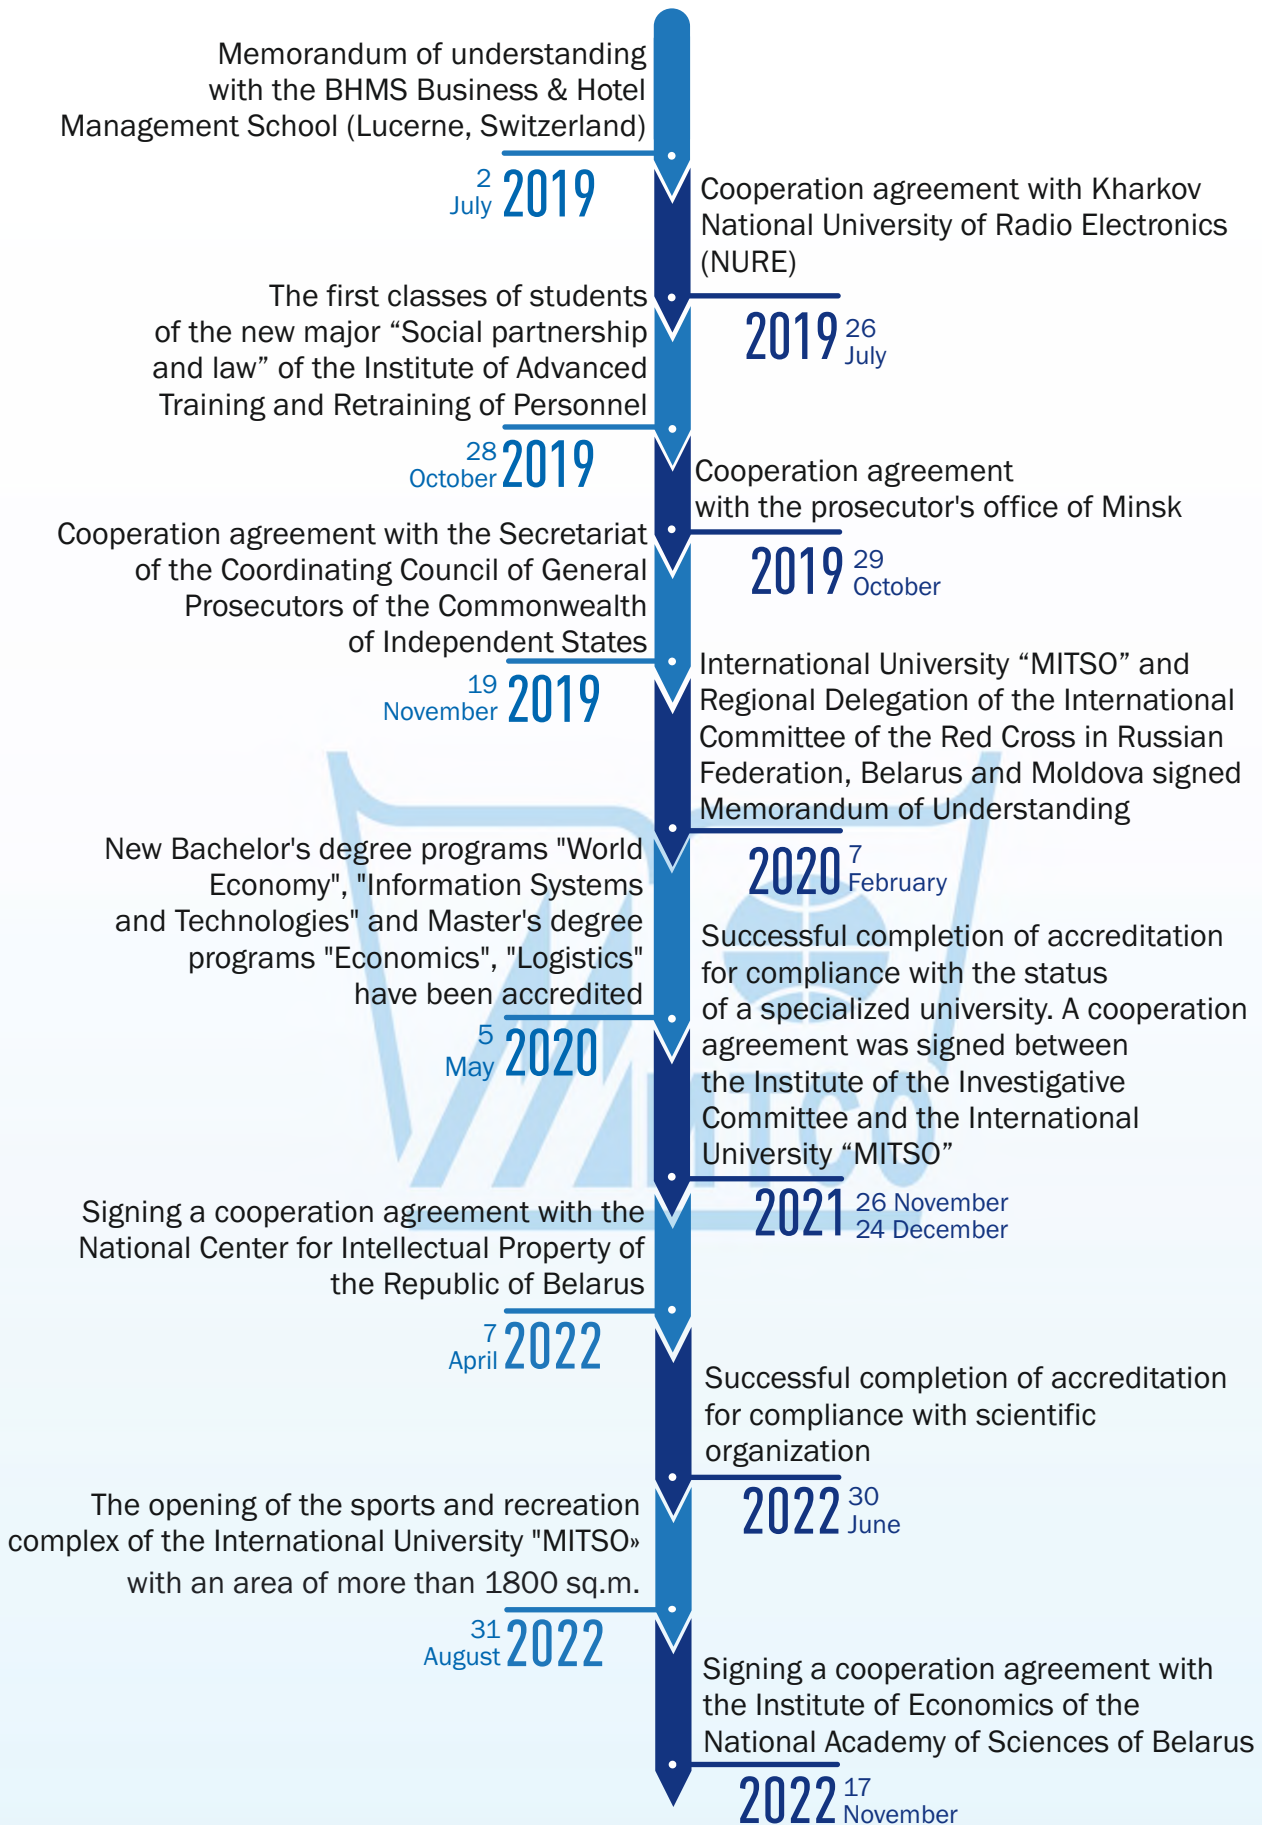 Memorandum of understanding
with the BHMS Business & Hotel
Management School (Lucerne, Switzerland)
2
July 2019
Cooperation agreement with Kharkov
National University of Radio Electronics
(NURE)
2019 26
July
The first classes of students
of the new major “Social partnership
and law” of the Institute of Advanced
Training and Retraining of Personnel
28
October 2019
Cooperation agreement
with the prosecutor's office of Minsk
2019 29
October
Cooperation agreement with the Secretariat
of the Coordinating Council of General
Prosecutors of the Commonwealth
of Independent States
19
November 2019
International University “MITSO” and
Regional Delegation of the International
Committee of the Red Cross in Russian
Federation, Belarus and Moldova signed
Memorandum of Understanding
2020 7
February
New Bachelor's degree programs "World
Economy", "Information Systems
and Technologies" and Master's degree
programs "Economics", "Logistics"
have been accredited
5
May 2020
Successful completion of accreditation
for compliance with the status
of a specialized university. A cooperation
agreement was signed between
the Institute of the Investigative
Committee and the International
University “MITSO”
2021 26 November
24 December
МИТСО
Signing a cooperation agreement with the
National Center for Intellectual Property of
the Republic of Belarus
7
April 2022
Successful completion of accreditation
for compliance with scientific
organization
2022 30
June
The opening of the sports and recreation
complex of the International University "MITSO»
with an area of more than 1800 sq.m.
31
August 2022
Signing a cooperation agreement with
the Institute of Economics of the
National Academy of Sciences of Belarus
2022 17
November